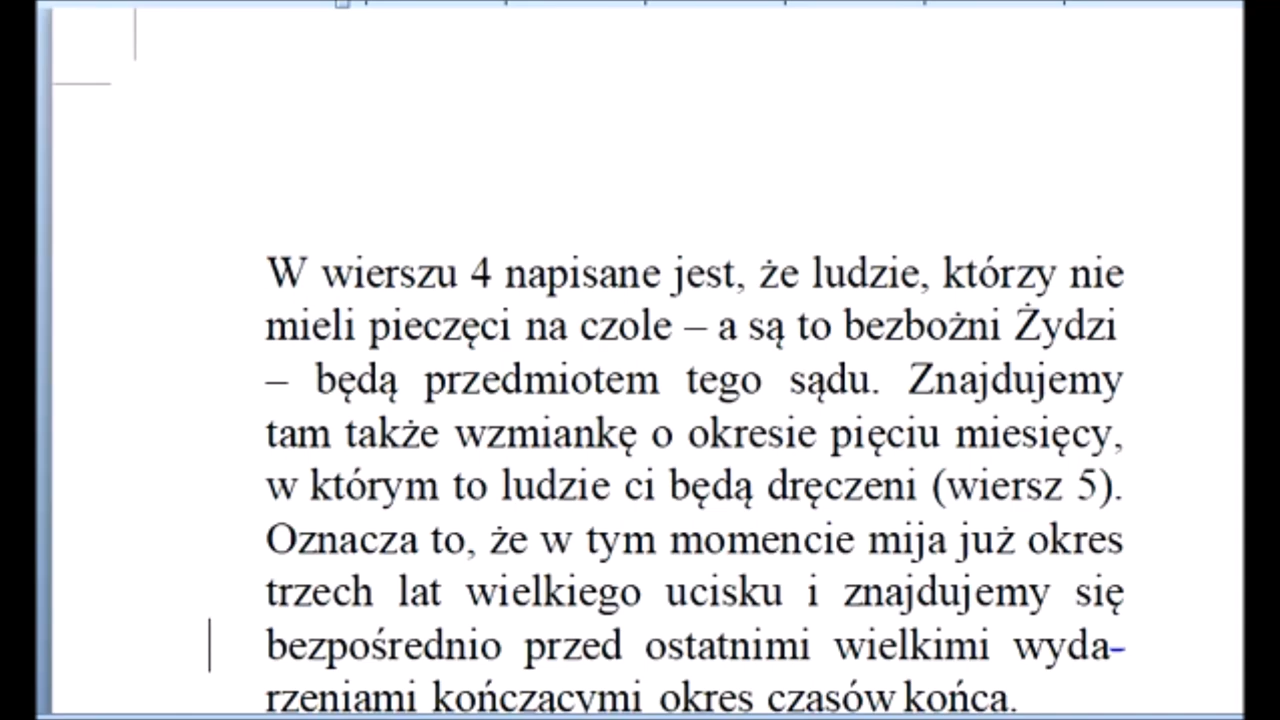 W wierszu 4 napisane jest, że ludzie, którzy nie
mieli pieczęci na czole – a są to bezbożni Żydzi
– będą przedmiotem tego sądu. Znajdujemy
tam także wzmiankę o okresie pięciu miesięcy,
w którym to ludzie ci będą dręczeni (wiersz 5).
Oznacza to, że w tym momencie mija już okres
trzech lat wielkiego ucisku i znajdujemy się
bezpośrednio przed ostatnimi wielkimi wyda-
rzeniami kończącymi okres czasów końca.